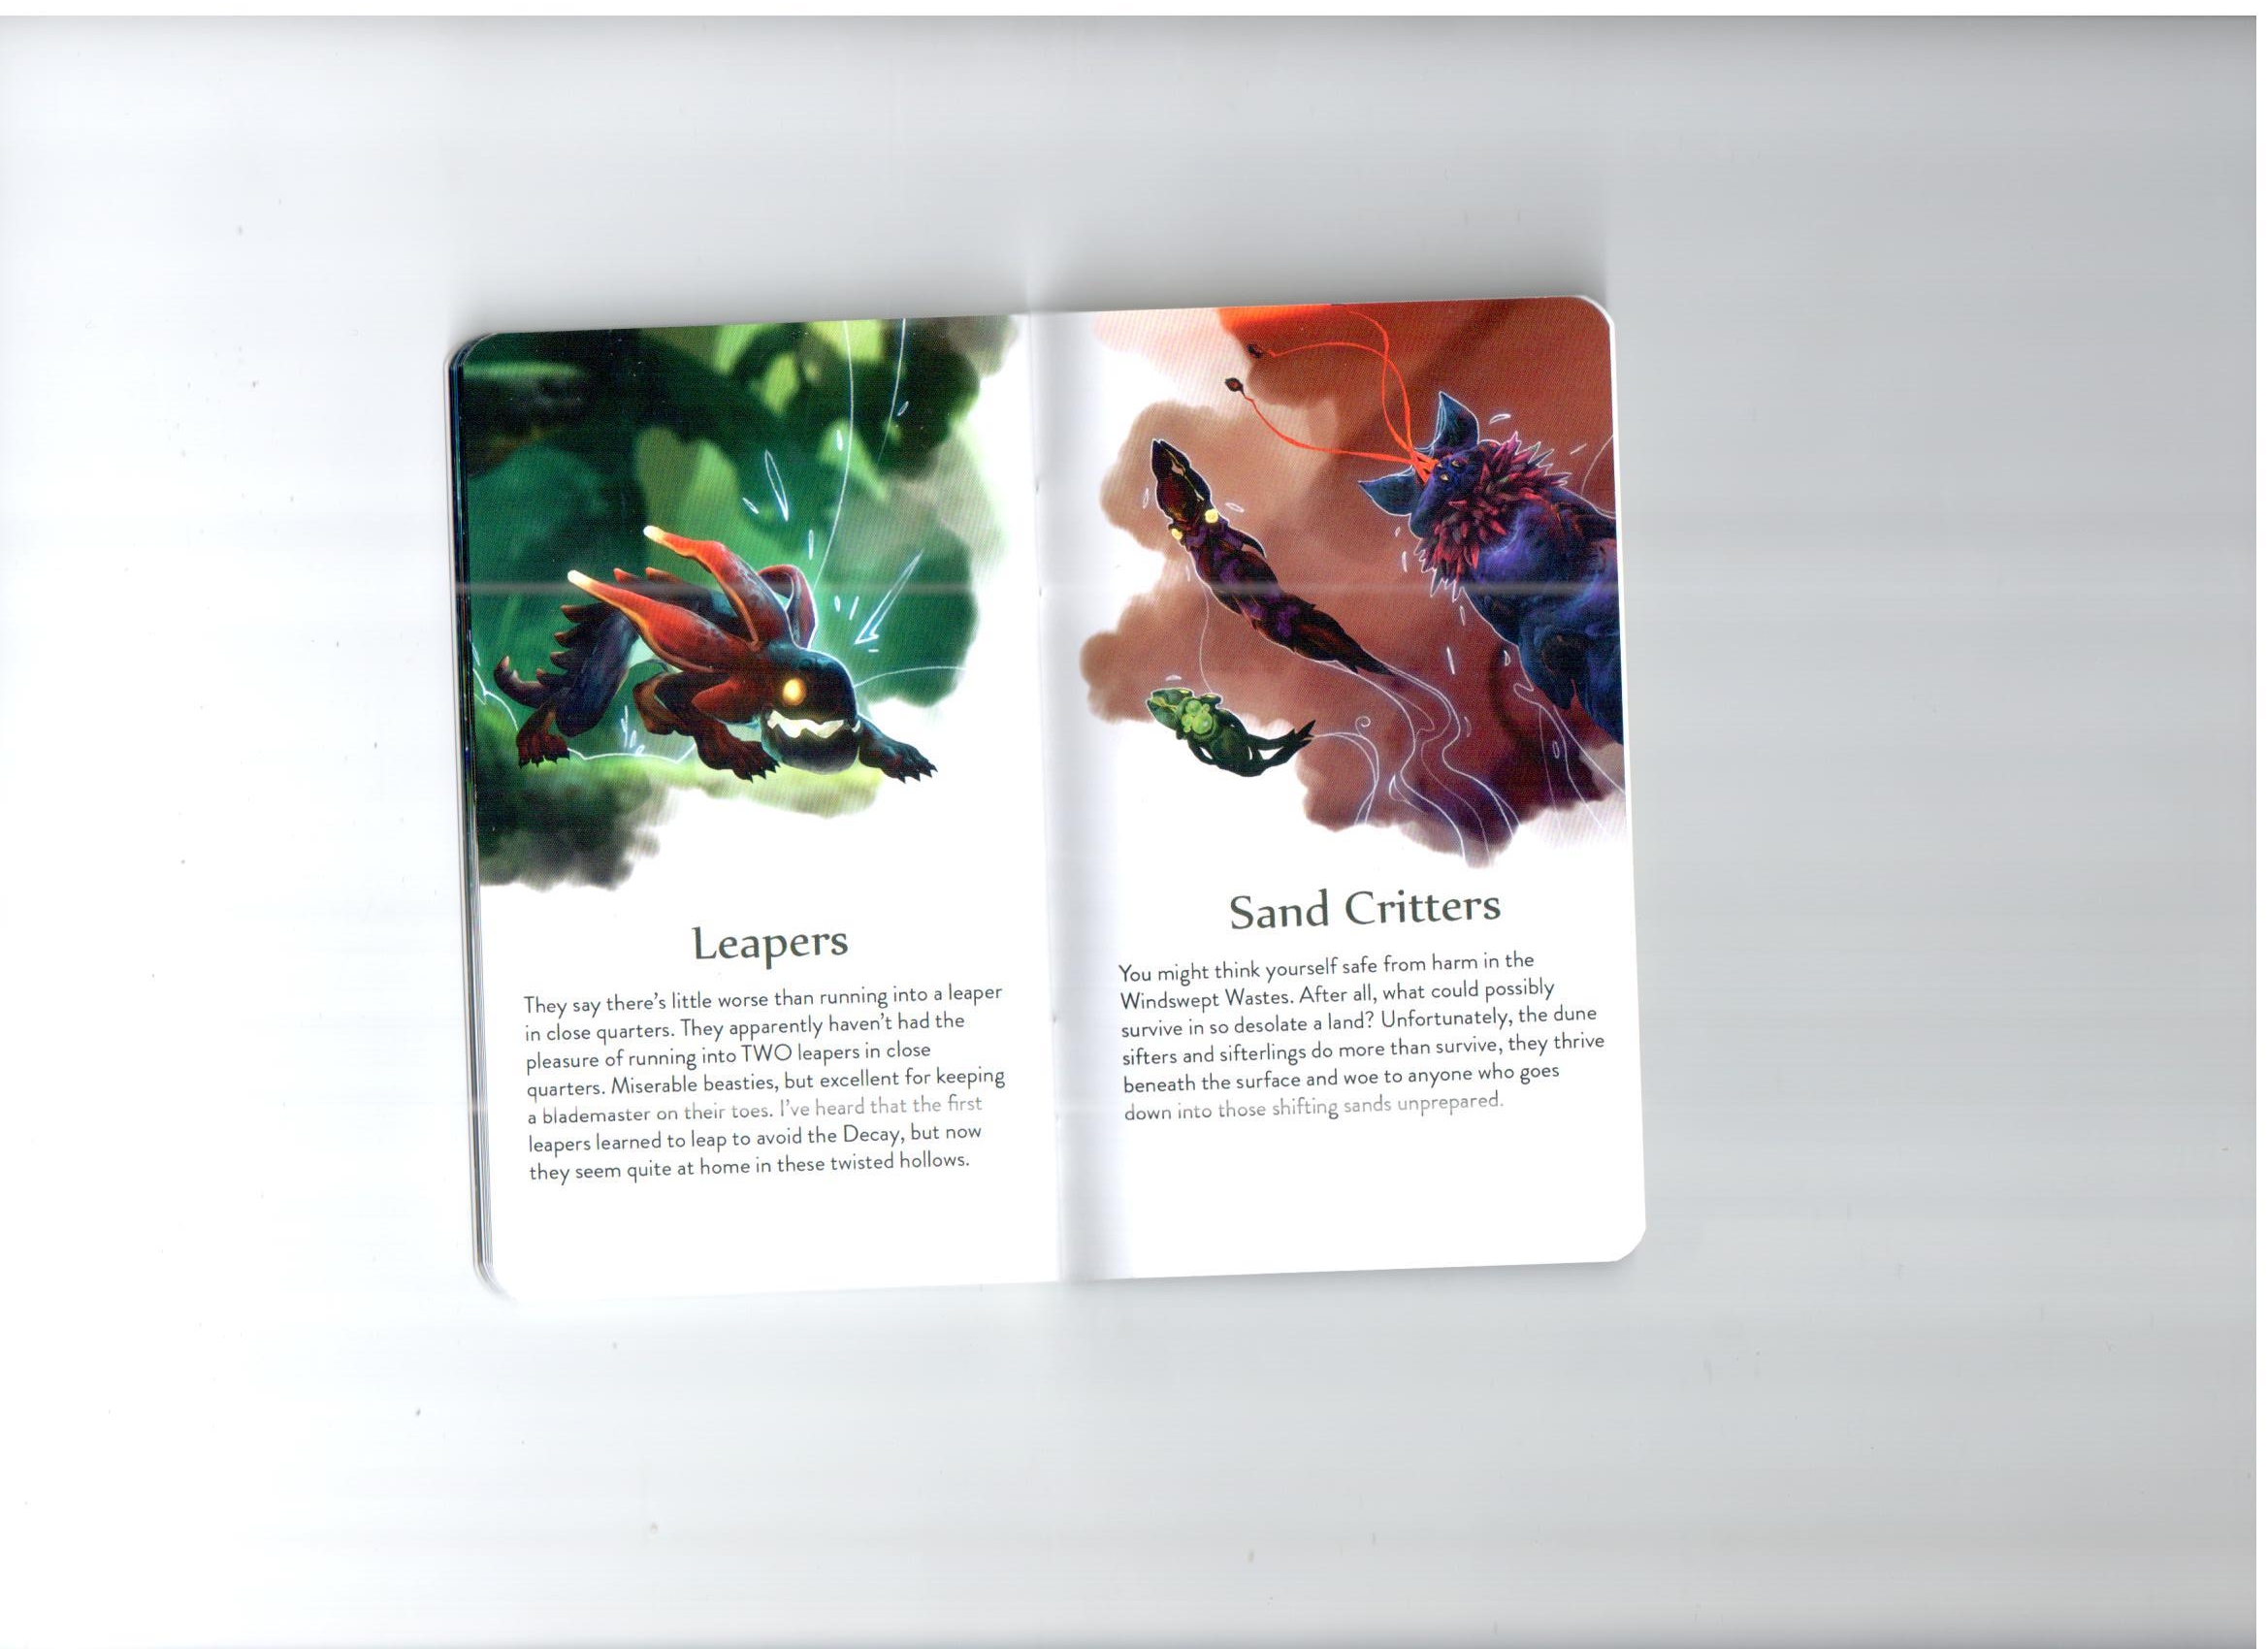 Leapers
They say there's little worse than running into a leaper
in close quarters. They apparently haven't had the
pleasure of running into TWO leapers in close
quarters. Miserable beasties, but excellent for keeping
a blademaster on their toes. I've heard that the first
leapers learned to leap to avoid the Decay, but now
they seem quite at home in these twisted hollows.
Sand Critters
You might think yourself safe from harm in the
Windswept Wastes. After all, what could possibly
survive in so desolate a land? Unfortunately, the dune
sifters and sifterlings do more than survive, they thrive
beneath the surface and woe to anyone who goes
down into those shifting sands unprepared.